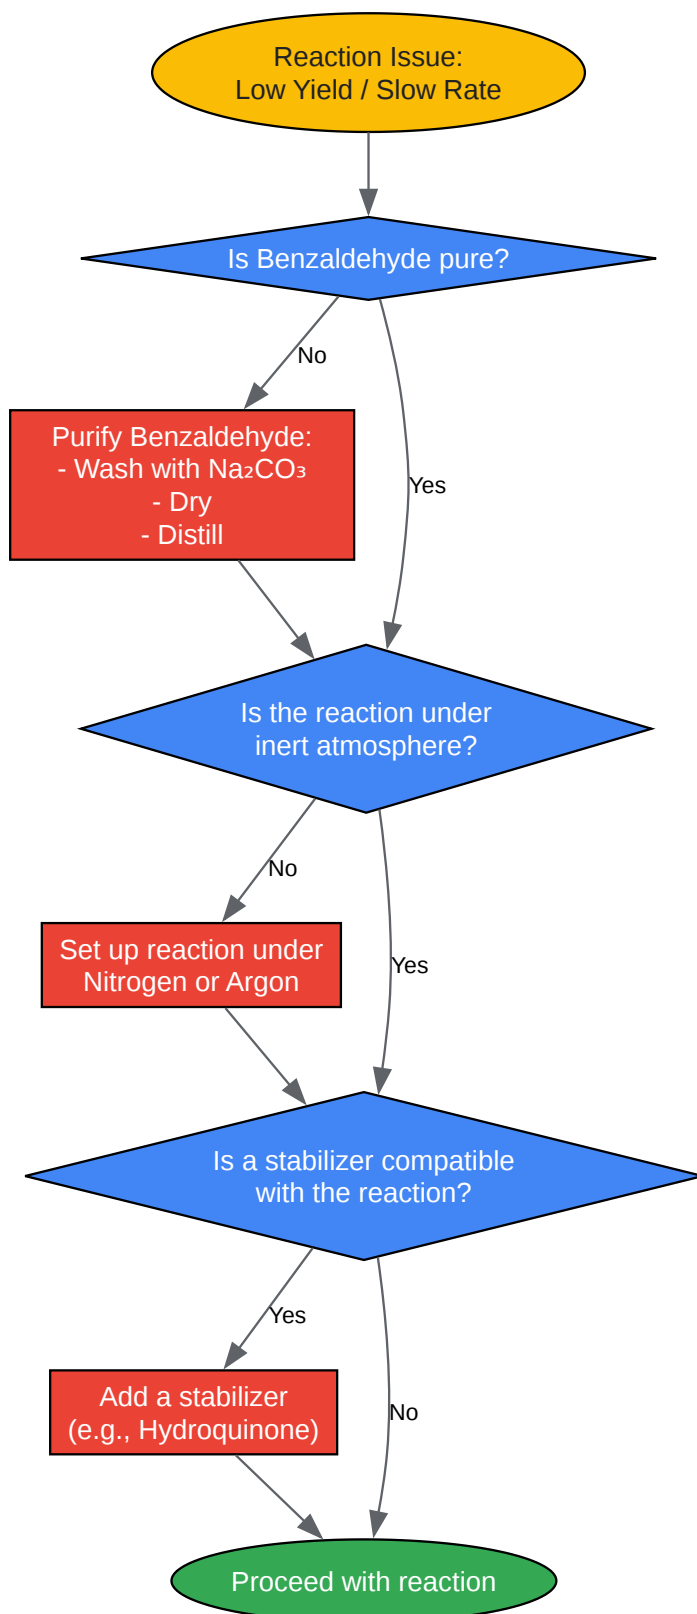 Reaction Issue:
Low Yield / Slow Rate
Is Benzaldehyde pure?
No
Purify Benzaldehyde:
- Wash with Na₂CO₃
- Dry
- Distill
Yes
Is the reaction under
inert atmosphere?
No
Set up reaction under
Nitrogen or Argon
Yes
Is a stabilizer compatible
with the reaction?
Yes
Add a stabilizer
(e.g., Hydroquinone)
No
Proceed with reaction